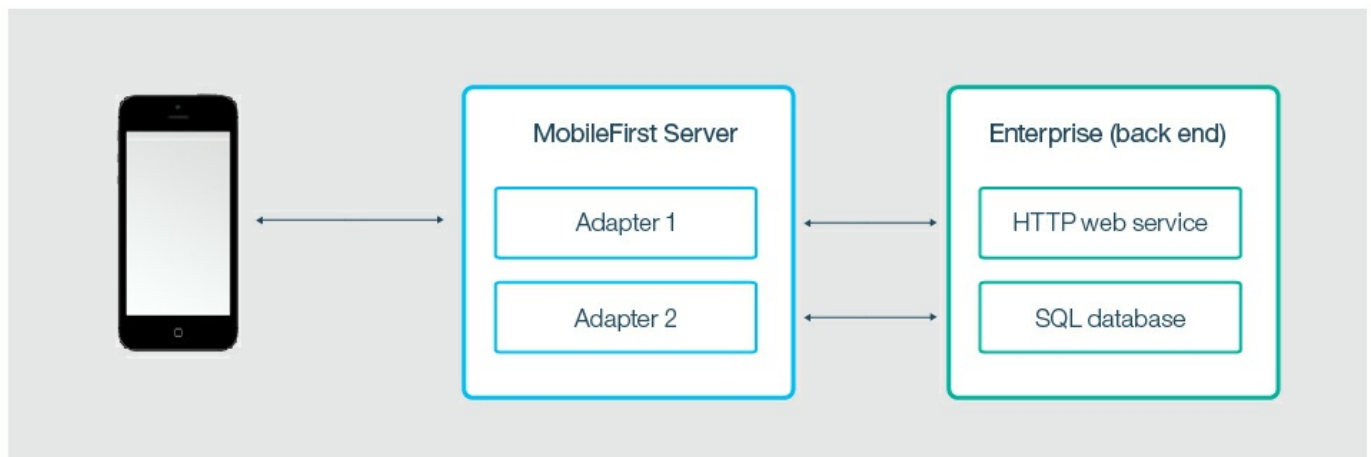 MobileFirst Server
Adapter 1
Adapter 2
Enterprise (back end)
HTTP web service
SQL database